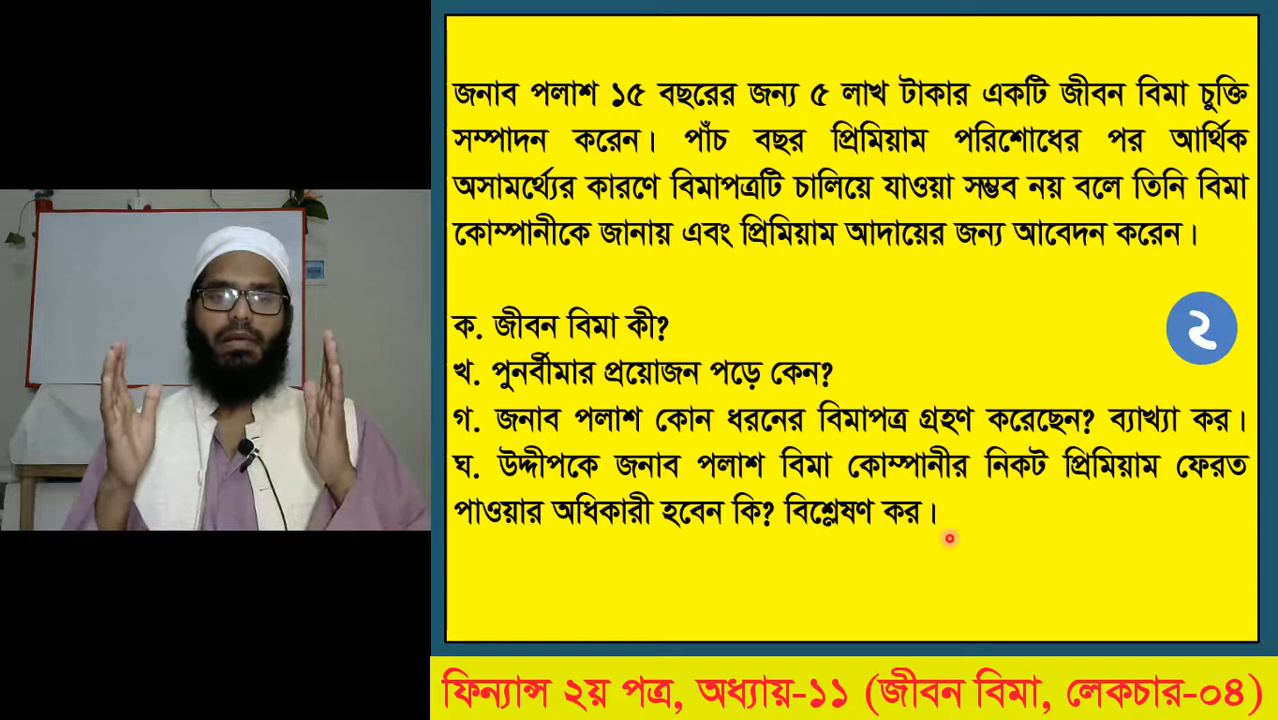 জনাব পলাশ ১৫ বছরের জন্য ৫ লাখ টাকার একটি জীবন বিমা চুক্তি
সম্পাদন করেন। পাঁচ বছর প্রিমিয়াম পরিশোধের পর আর্থিক
অসামর্থ্যের কারণে বিমাপত্রটি চালিয়ে যাওয়া সম্ভব নয় বলে তিনি বিমা
কোম্পানীকে জানায় এবং প্রিমিয়াম আদায়ের জন্য আবেদন করেন।
ক. জীবন বিমা কী?
২
খ. পুনর্বীমার প্রয়োজন পড়ে কেন?
গ. জনাব পলাশ কোন ধরনের বিমাপত্র গ্রহণ করেছেন? ব্যাখ্যা কর।
ঘ. উদ্দীপকে জনাব পলাশ বিমা কোম্পানীর নিকট প্রিমিয়াম ফেরত
পাওয়ার অধিকারী হবেন কি? বিশ্লেষণ কর।
ফিন্যান্স ২য় পত্র, অধ্যায়-১১ (জীবন বিমা, লেকচার-০৪)